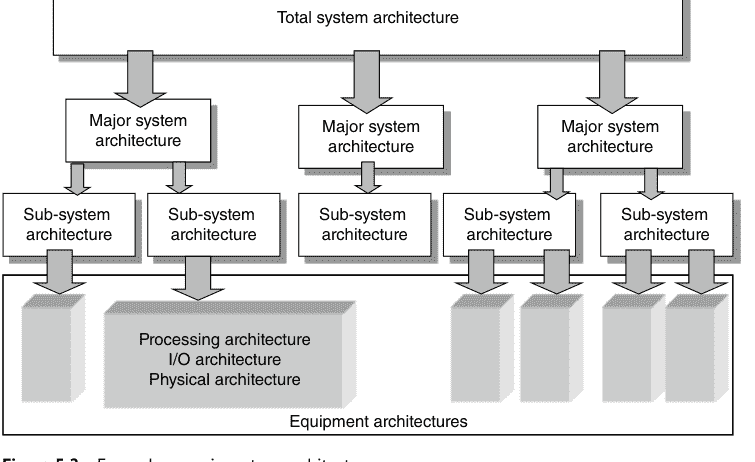 Total system architecture
Major system
architecture
Major system
architecture
Major system
architecture
Sub-system
architecture
Sub-system
architecture
Sub-system
architecture
Sub-system
architecture
Sub-system
architecture
Processing architecture
I/O architecture
Physical architecture
Equipment architectures